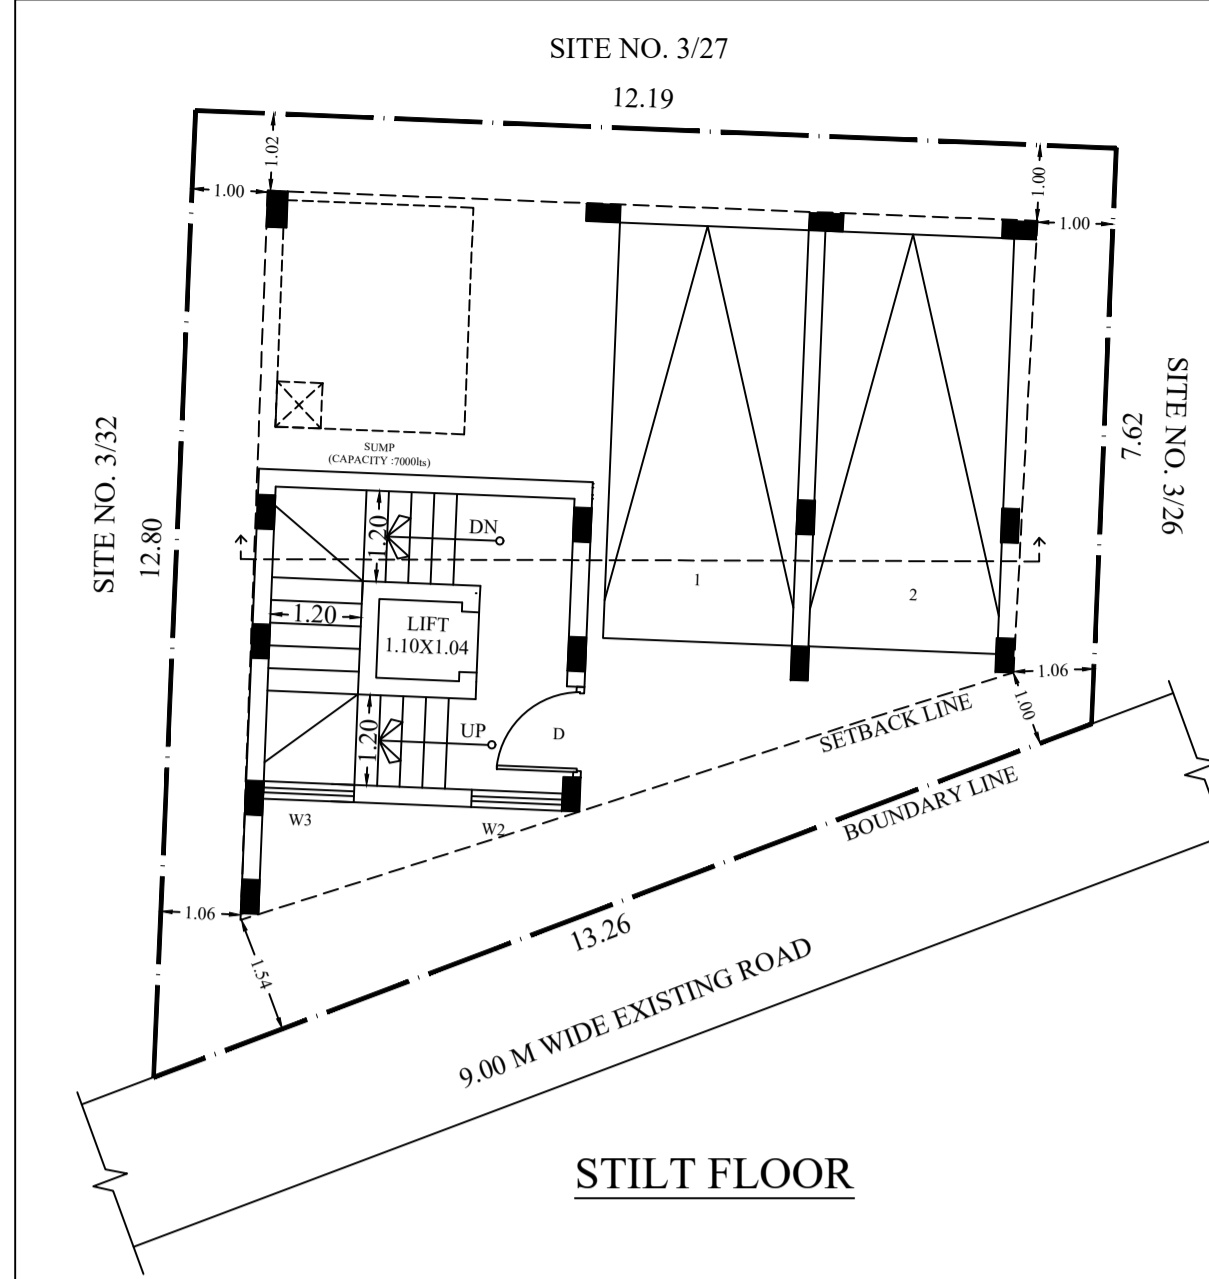 SITE NO. 3/27
12.19
1.02
1.00
1.00
1.00
SITE NO. 3/32
12.80
SITE NO. 3/26
7.92
SUMP
(CAPACITY :7000lts)
1.20
DN
1
2
1.20
LIFT
1.10X1.04
1.20
UP
D
1.06
1.00
SETBACK LINE
BOUNDARY LINE
W3
W2
1.06
1.54
13.26
9.00 M WIDE EXISTING ROAD
STILT FLOOR